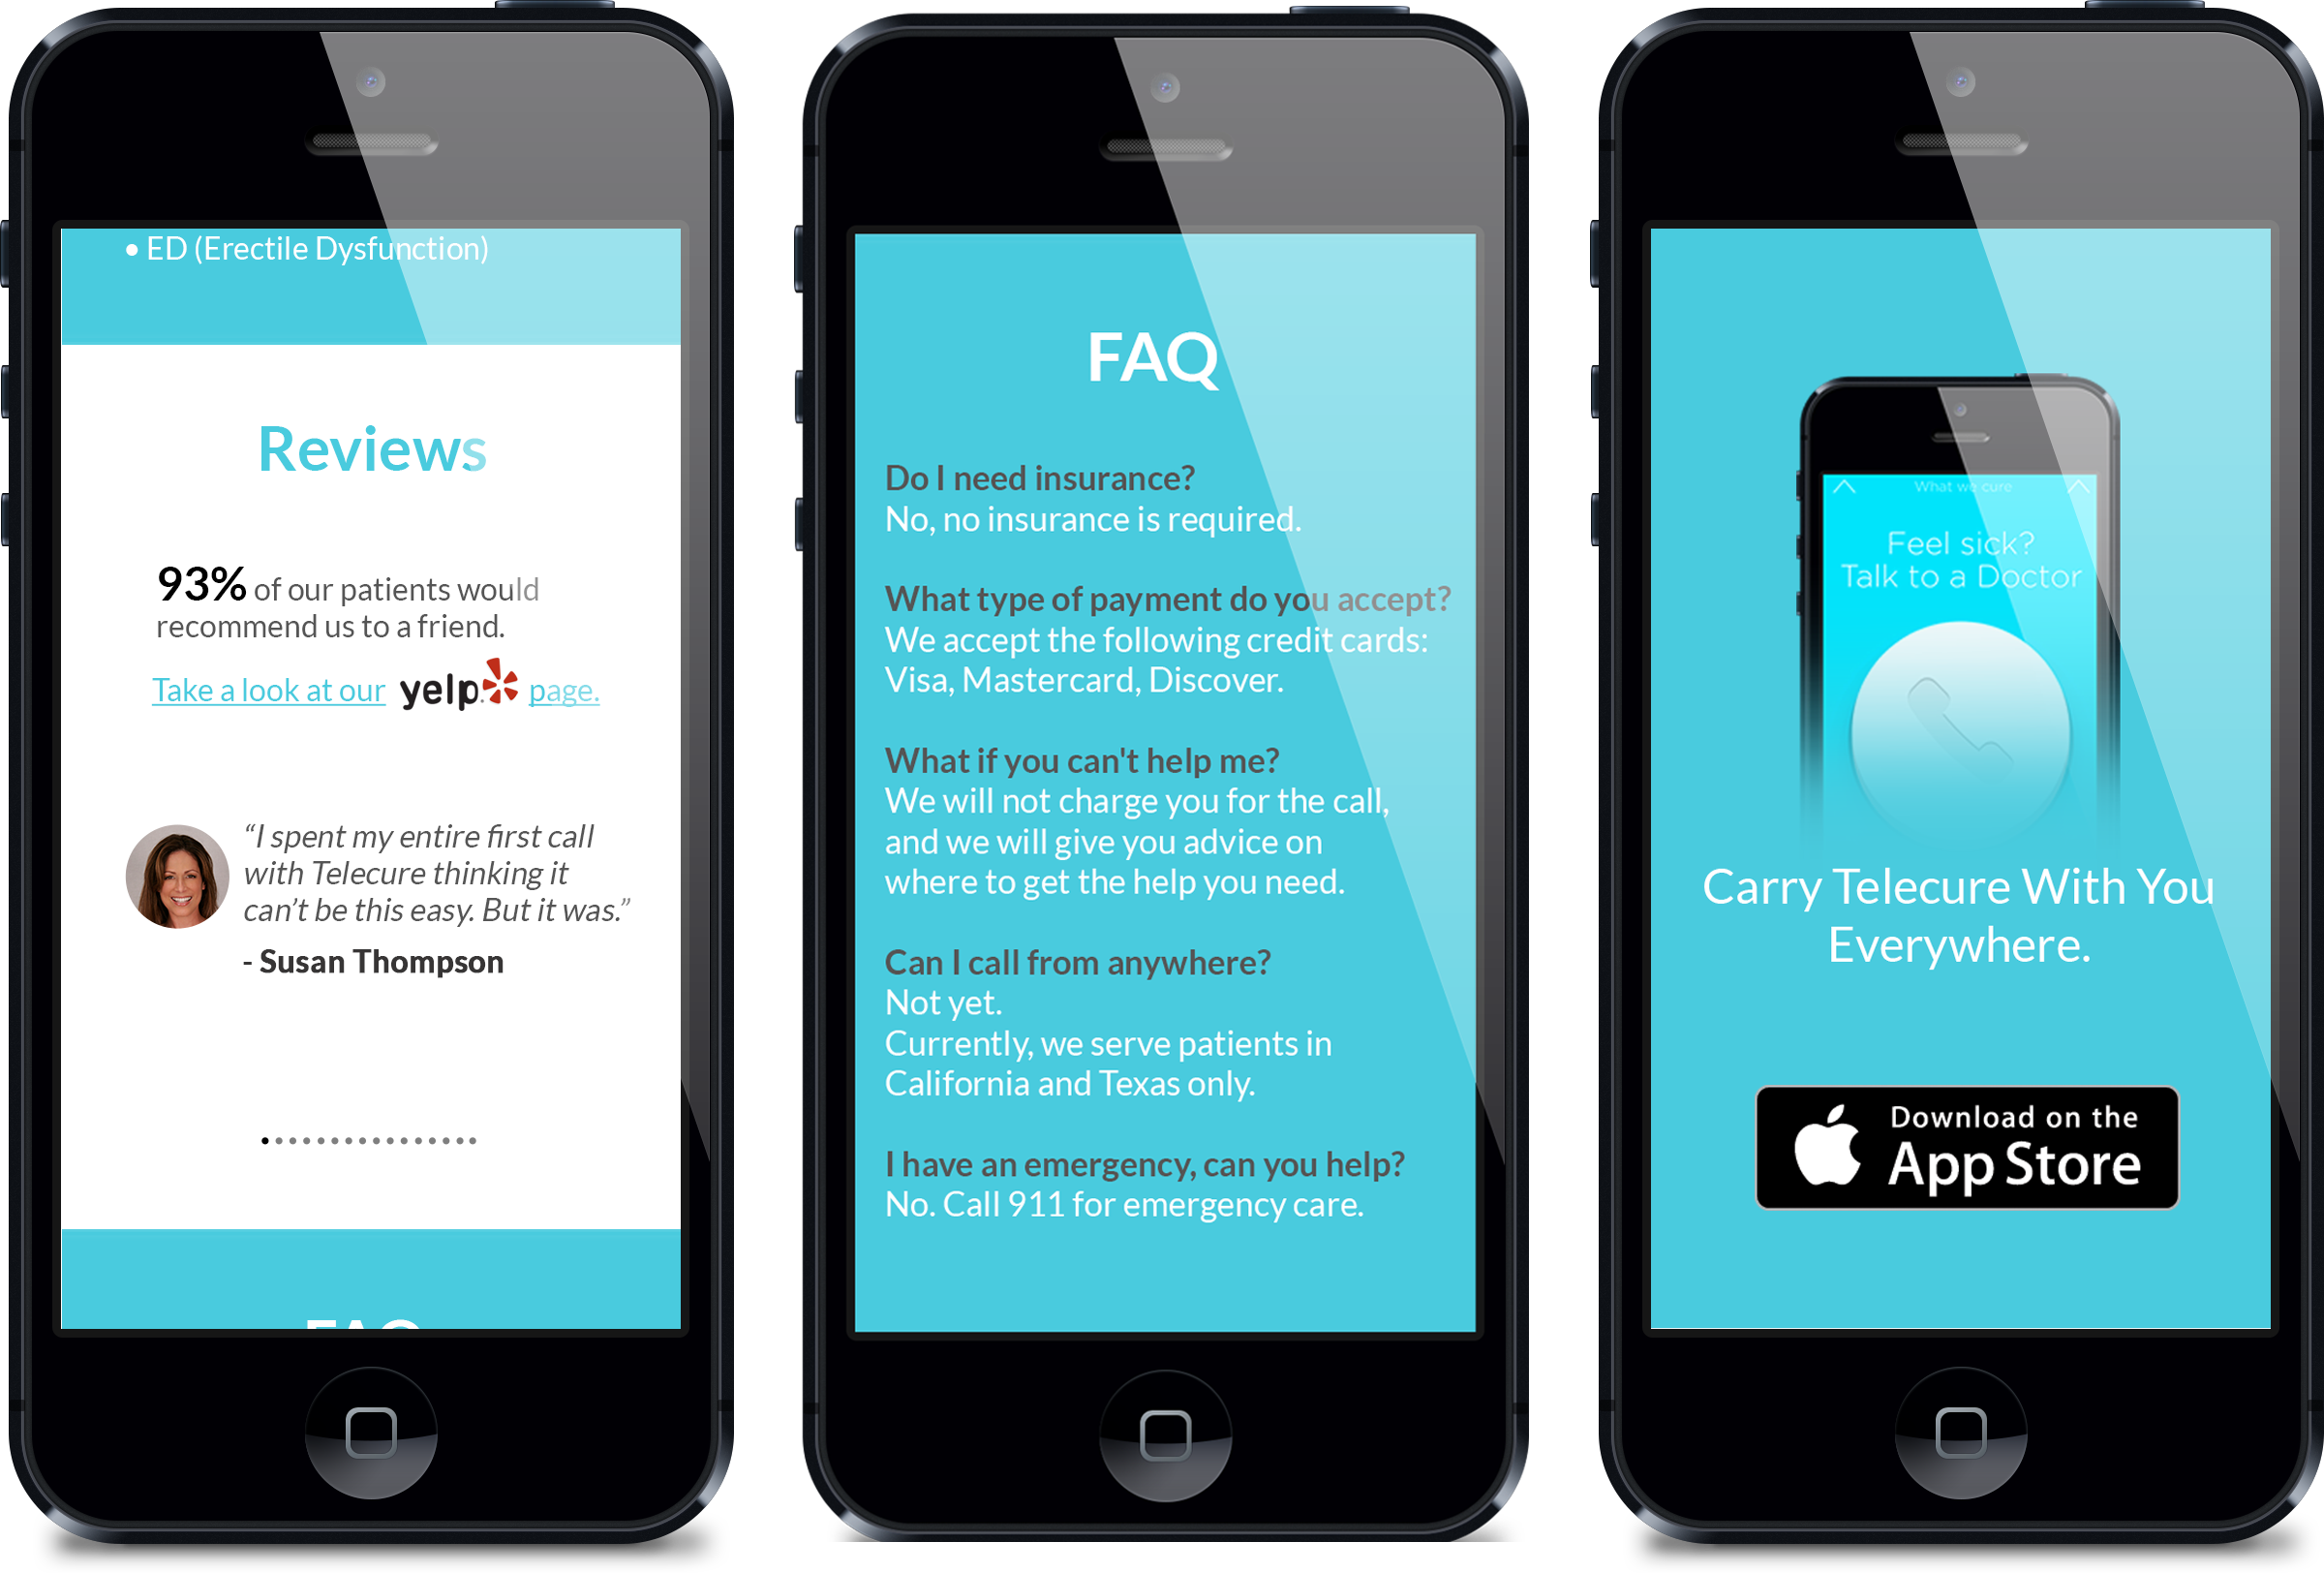 • ED (Erectile Dysfunction)
Reviews
93% of our patients would
recommend us to a friend.
Take a look at our yelp page.
“I spent my entire first call
with Telecure thinking it
can’t be this easy. But it was.”
- Susan Thompson
FAQ
FAQ
Do I need insurance?
No, no insurance is required.
What type of payment do you accept?
We accept the following credit cards:
Visa, Mastercard, Discover.
What if you can't help me?
We will not charge you for the call,
and we will give you advice on
where to get the help you need.
Can I call from anywhere?
Not yet.
Currently, we serve patients in
California and Texas only.
I have an emergency, can you help?
No. Call 911 for emergency care.
What we cure
Feel sick?
Talk to a Doctor
Carry Telecure With You
Everywhere.
Download on the
App Store